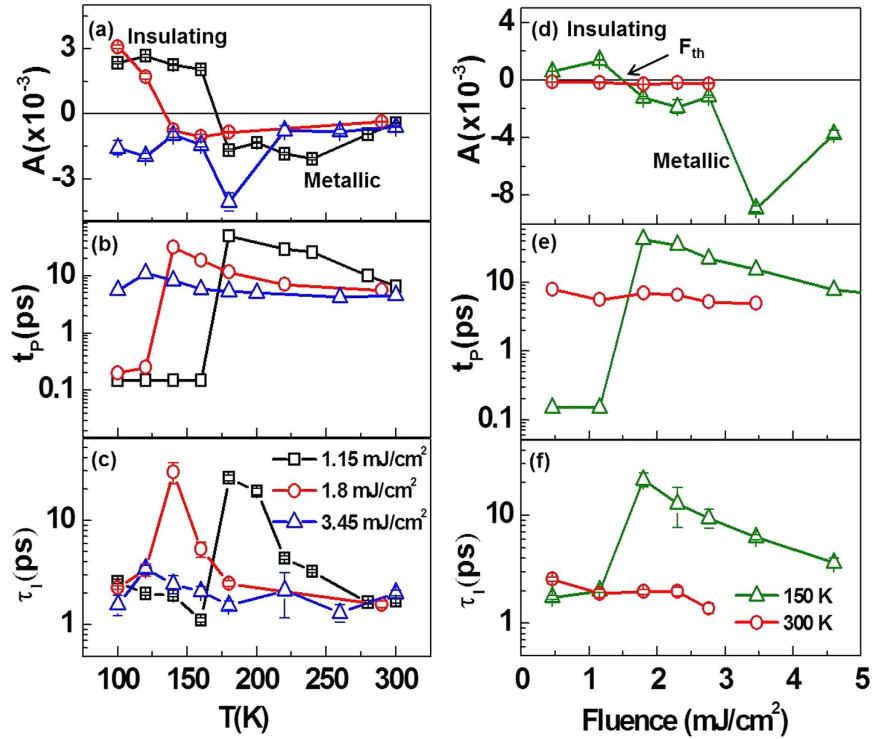 (a)
Insulating
Metallic
A(x10⁻³)
3
0
-3
(b)
t_P(ps)
10
1
0.1
(c)
1.15 mJ/cm²
1.8 mJ/cm²
3.45 mJ/cm²
τ_I(ps)
10
1
100 150 200 250 300
T(K)
(d) Insulating
F_th
Metallic
A(x10⁻³)
4
0
-4
-8
(e)
t_P(ps)
10
1
0.1
(f)
150 K
300 K
τ_I(ps)
10
1
0 1 2 3 4 5
Fluence (mJ/cm²)